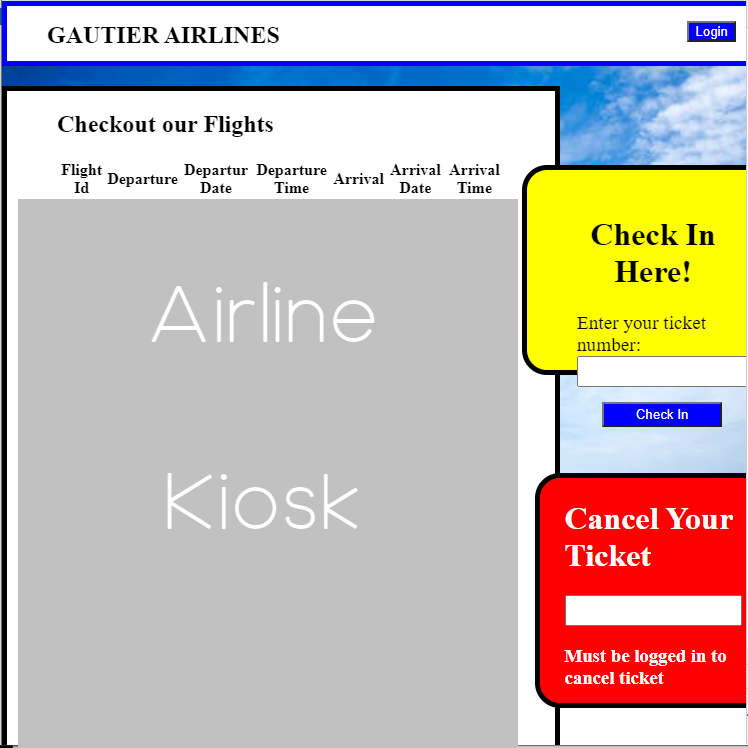 GAUTIER AIRLINES
Login
Checkout our Flights
Flight Id
Departure
Departur Date
Departure Time
Arrival
Arrival Date
Arrival Time
Airline
Kiosk
Check In
Here!
Enter your ticket
number:
Check In
Cancel Your
Ticket
Must be logged in to
cancel ticket